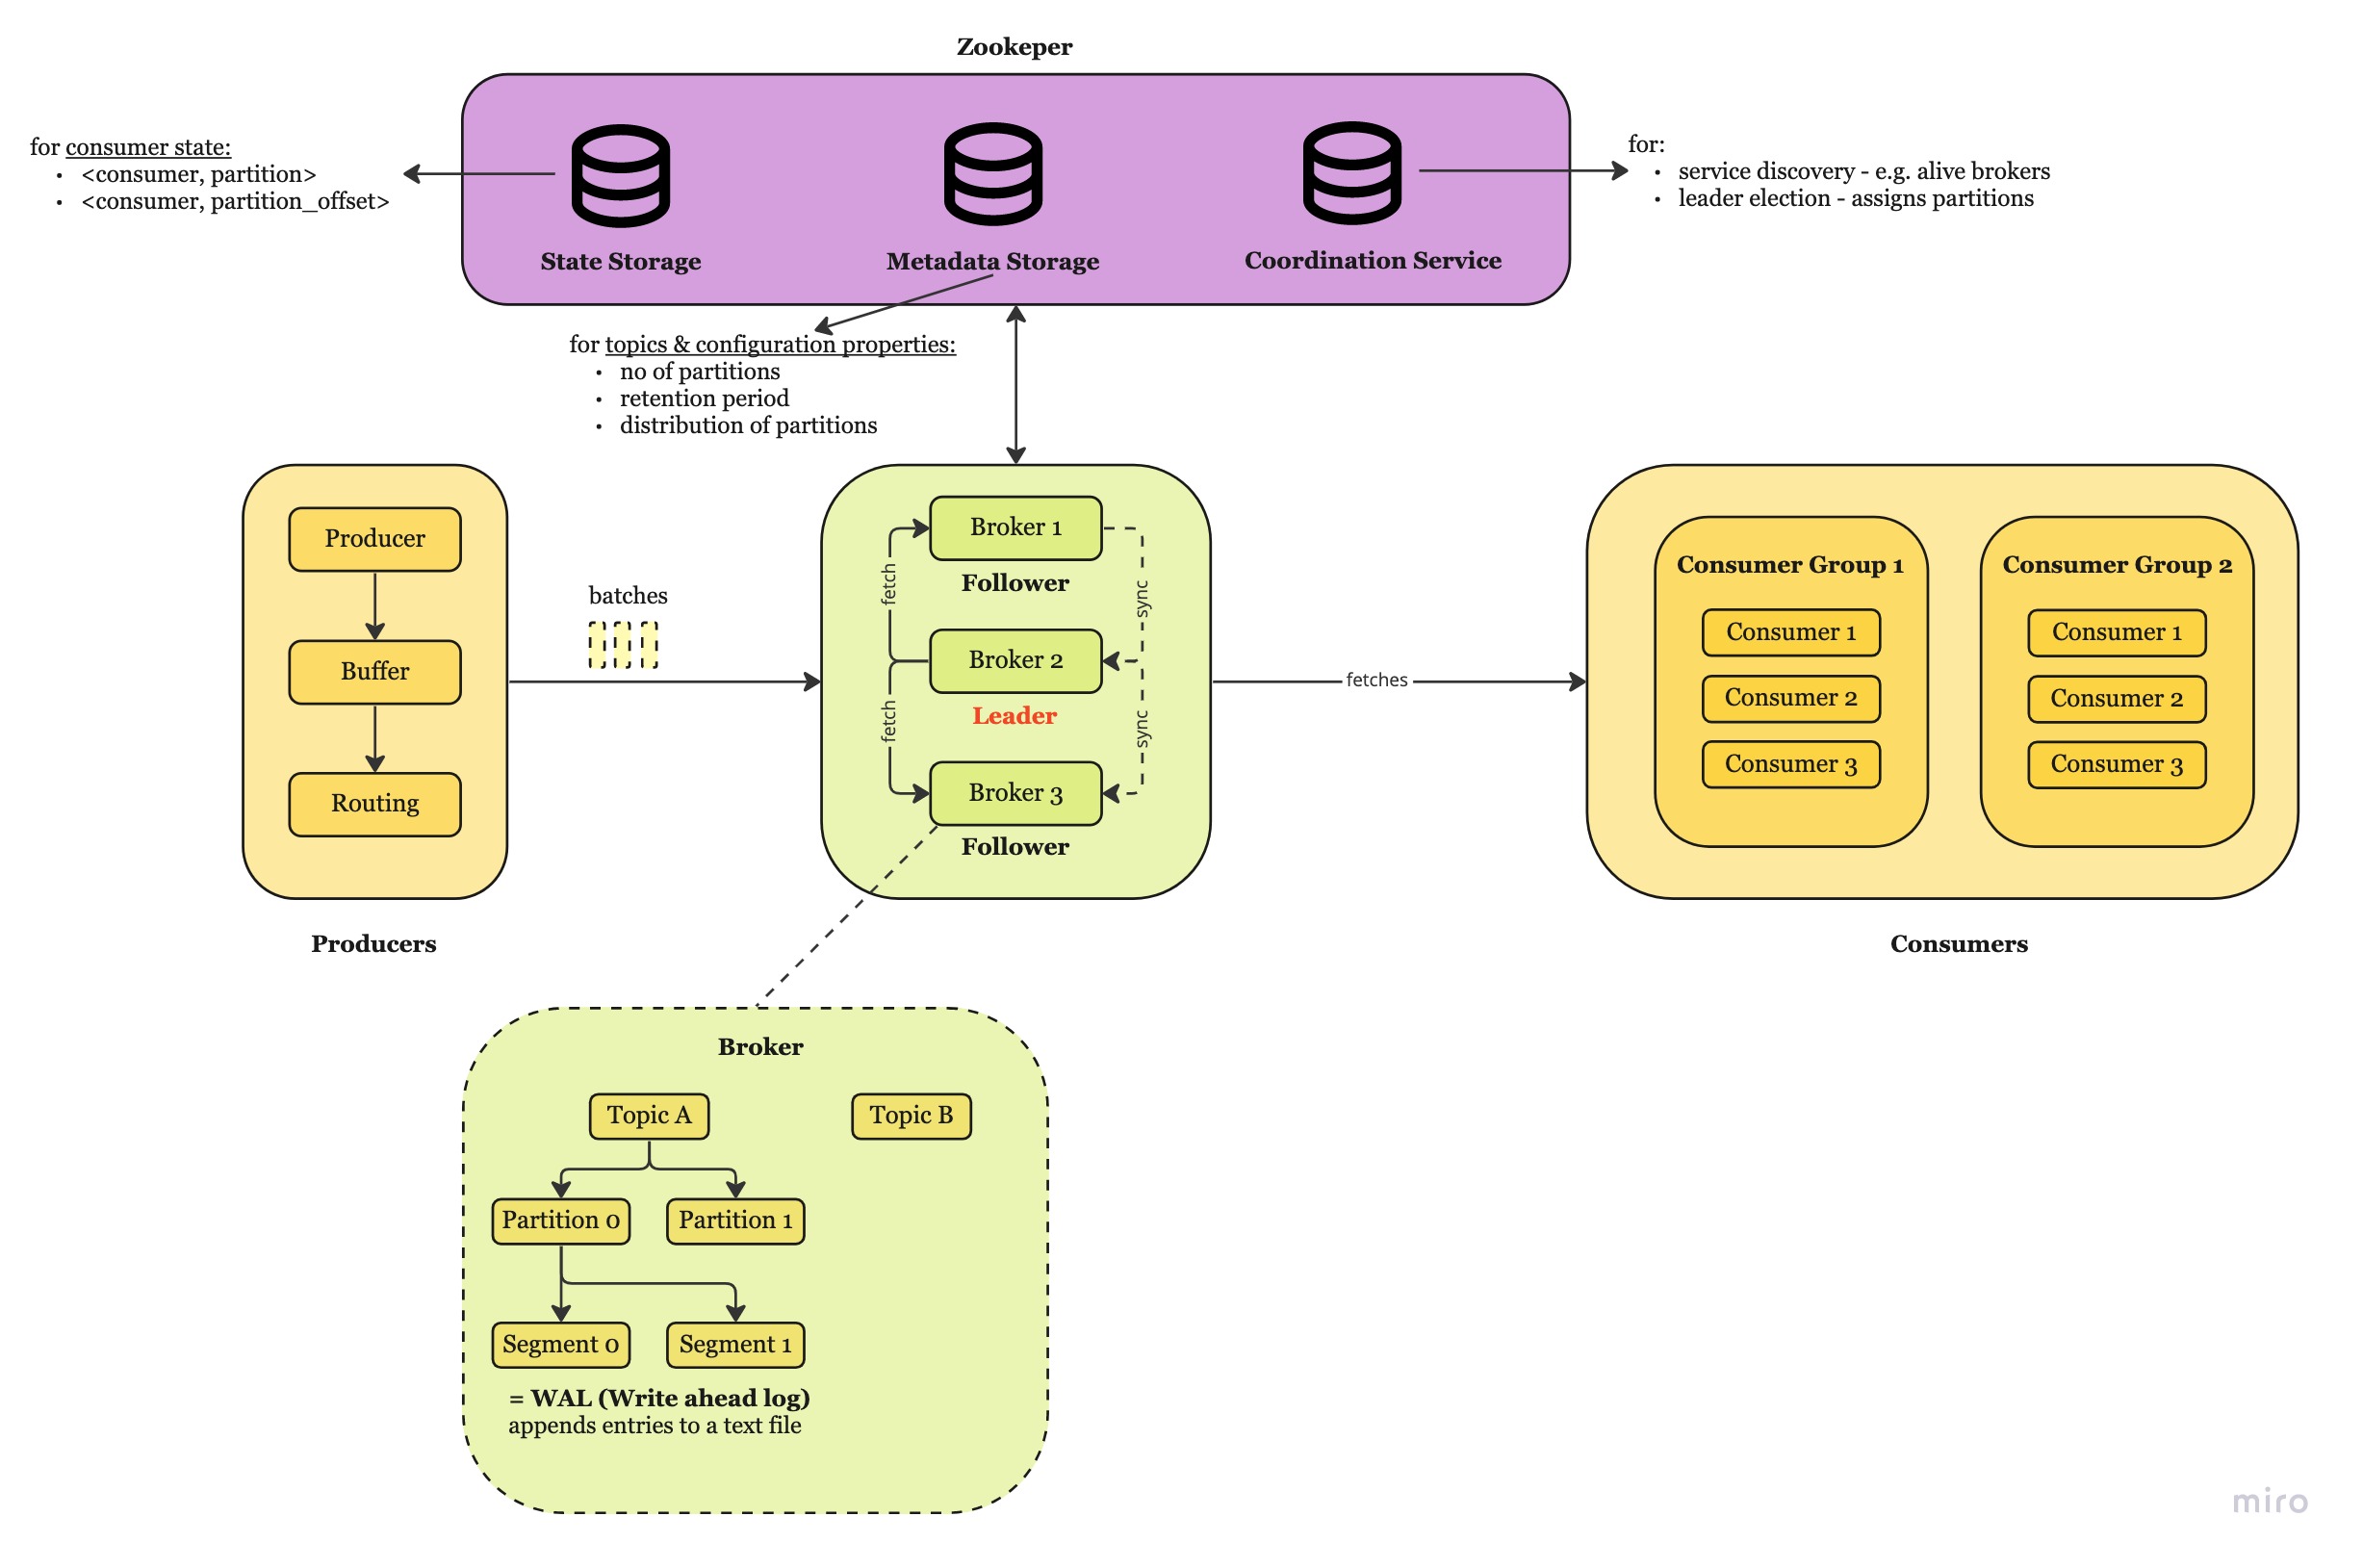 Zookeper
for consumer state:
• <consumer, partition>
• <consumer, partition_offset>
State Storage
Metadata Storage
Coordination Service
for:
• service discovery - e.g. alive brokers
• leader election - assigns partitions
for topics & configuration properties:
• no of partitions
• retention period
• distribution of partitions
Producer
Buffer
Routing
Producers
batches
Broker 1
Follower
fetch
sync
Broker 2
Leader
fetch
sync
Broker 3
Follower
fetches
Consumer Group 1
Consumer 1
Consumer 2
Consumer 3
Consumer Group 2
Consumer 1
Consumer 2
Consumer 3
Consumers
Broker
Topic A
Topic B
Partition 0
Partition 1
Segment 0
Segment 1
= WAL (Write ahead log)
appends entries to a text file
miro